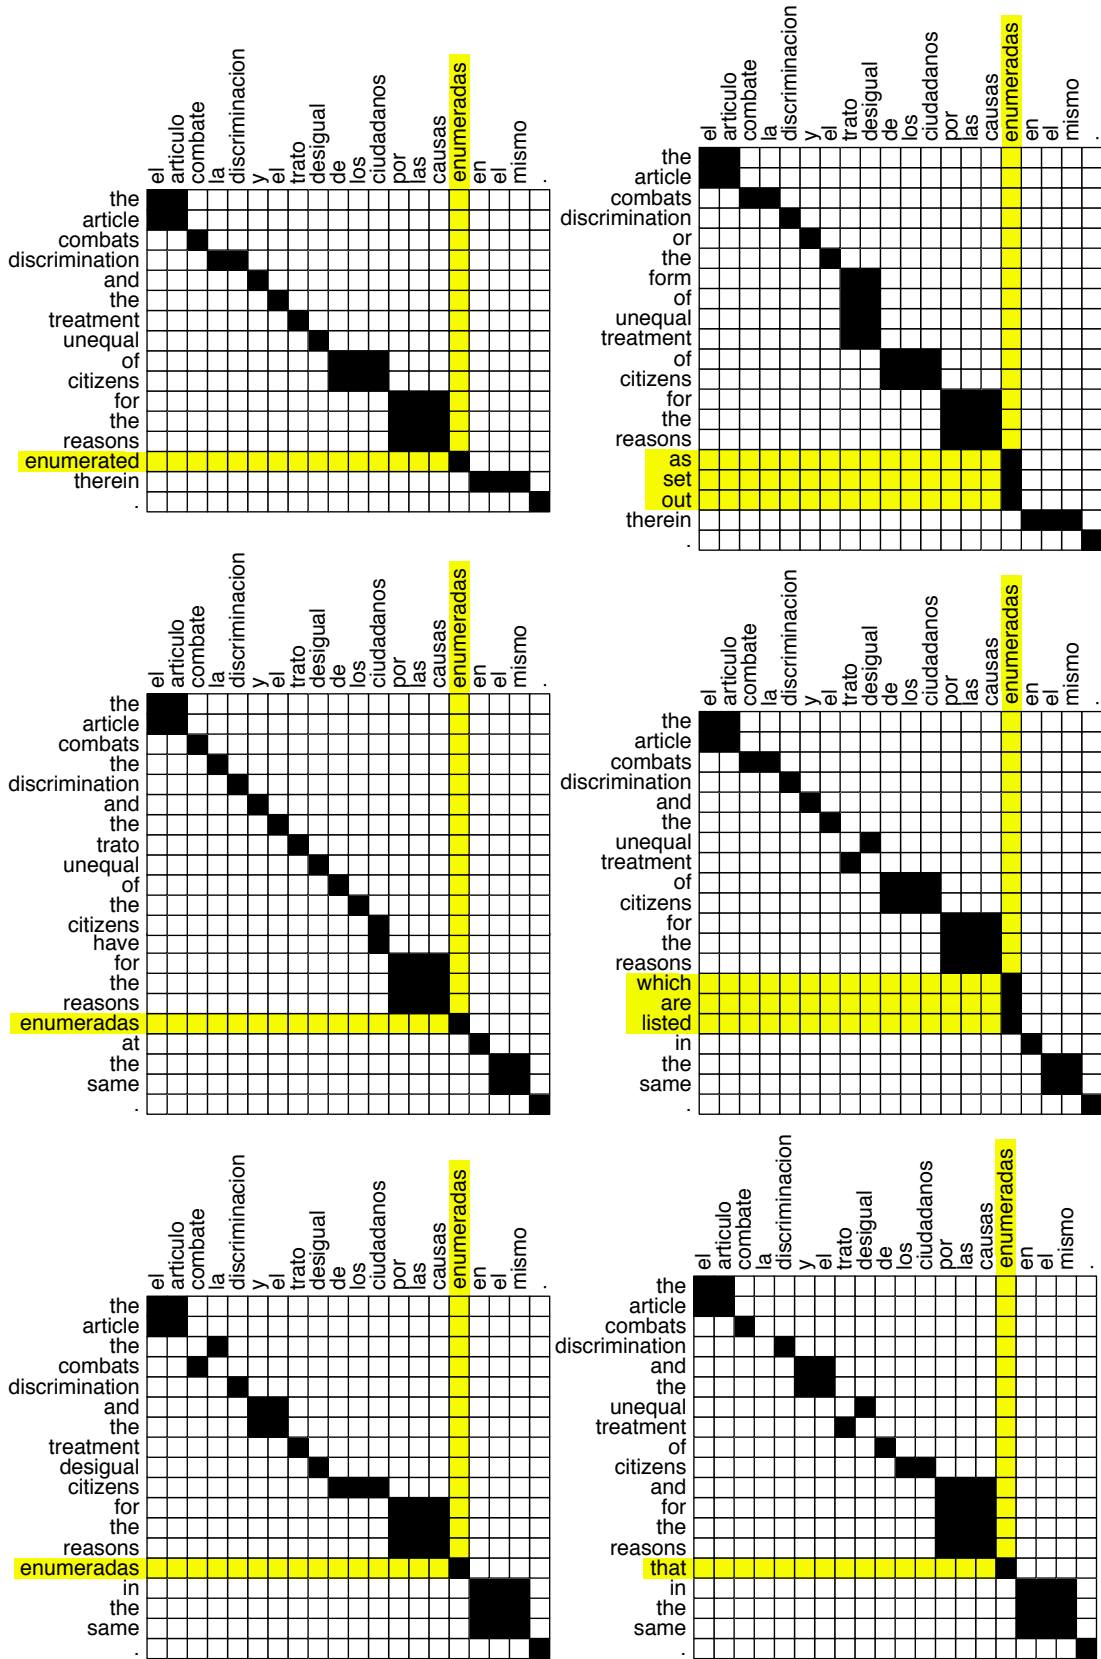 el
articulo
combate
la
discriminacion
y
el
trato
desigual
de
los
ciudadanos
por
las
causas
enumeradas
en
el
mismo
.
the
article
combats
discrimination
and
the
treatment
unequal
of
citizens
for
the
reasons
enumerated
therein
.
el
articulo
combate
la
discriminacion
y
el
trato
desigual
de
los
ciudadanos
por
las
causas
enumeradas
en
el
mismo
.
the
article
combats
discrimination
or
the
form
of
unequal
treatment
of
citizens
for
the
reasons
as
set
out
therein
.
el
articulo
combate
la
discriminacion
y
el
trato
desigual
de
los
ciudadanos
por
las
causas
enumeradas
en
el
mismo
.
the
article
combats
the
discrimination
and
the
trato
unequal
of
the
citizens
have
for
the
reasons
enumeradas
at
the
same
.
el
articulo
combate
la
discriminacion
y
el
trato
desigual
de
los
ciudadanos
por
las
causas
enumeradas
en
el
mismo
.
the
article
combats
discrimination
and
the
unequal
treatment
of
citizens
for
the
reasons
which
are
listed
in
the
same
.
el
articulo
combate
la
discriminacion
y
el
trato
desigual
de
los
ciudadanos
por
las
causas
enumeradas
en
el
mismo
.
the
article
the
combats
discrimination
and
the
treatment
desigual
citizens
for
the
reasons
enumeradas
in
the
same
.
el
articulo
combate
la
discriminacion
y
el
trato
desigual
de
los
ciudadanos
por
las
causas
enumeradas
en
el
mismo
.
the
article
combats
discrimination
and
the
unequal
treatment
of
citizens
and
for
the
reasons
that
in
the
same
.